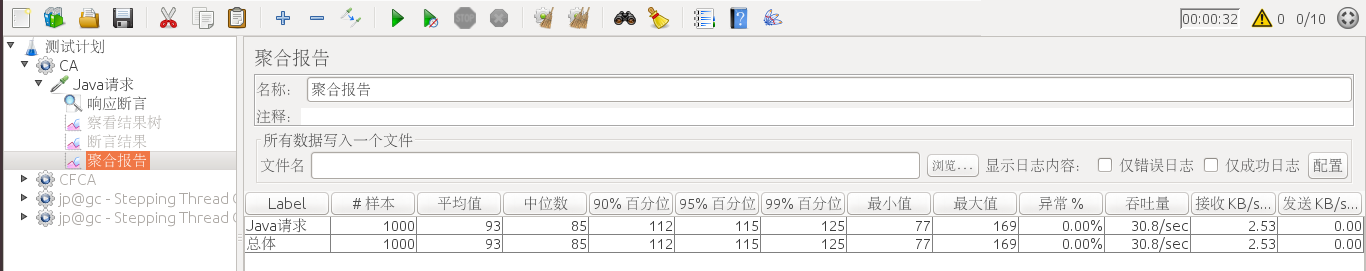 00:00:32 0 0/10
测试计划
CA
Java请求
响应断言
察看结果树
断言结果
聚合报告
CFCA
jp@gc - Stepping Thread
jp@gc - Stepping Thread
聚合报告
名称: 聚合报告
注释:
所有数据写入一个文件
文件名 浏览... 显示日志内容: 仅错误日志 仅成功日志 配置
Label # 样本 平均值 中位数 90% 百分位 95% 百分位 99% 百分位 最小值 最大值 异常 % 吞吐量 接收 KB/s... 发送 KB/s...
Java请求 1000 93 85 112 115 125 77 169 0.00% 30.8/sec 2.53 0.00
总体 1000 93 85 112 115 125 77 169 0.00% 30.8/sec 2.53 0.00